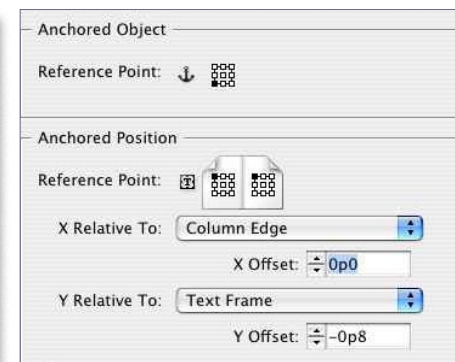 Anchored Object
Reference Point:
Anchored Position
Reference Point: T
X Relative To: Column Edge
X Offset: 0p0
Y Relative To: Text Frame
Y Offset: -0p8